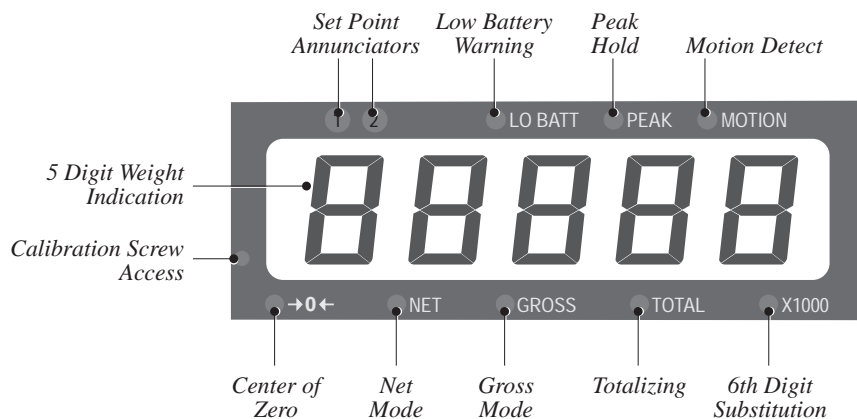 Set Point
Annunciators
Low Battery
Warning
Peak
Hold
Motion Detect
1 2 LO BATT PEAK MOTION
5 Digit Weight
Indication
88888
Calibration Screw
Access
→0← NET GROSS TOTAL X1000
Center of
Zero
Net
Mode
Gross
Mode
Totalizing
6th Digit
Substitution